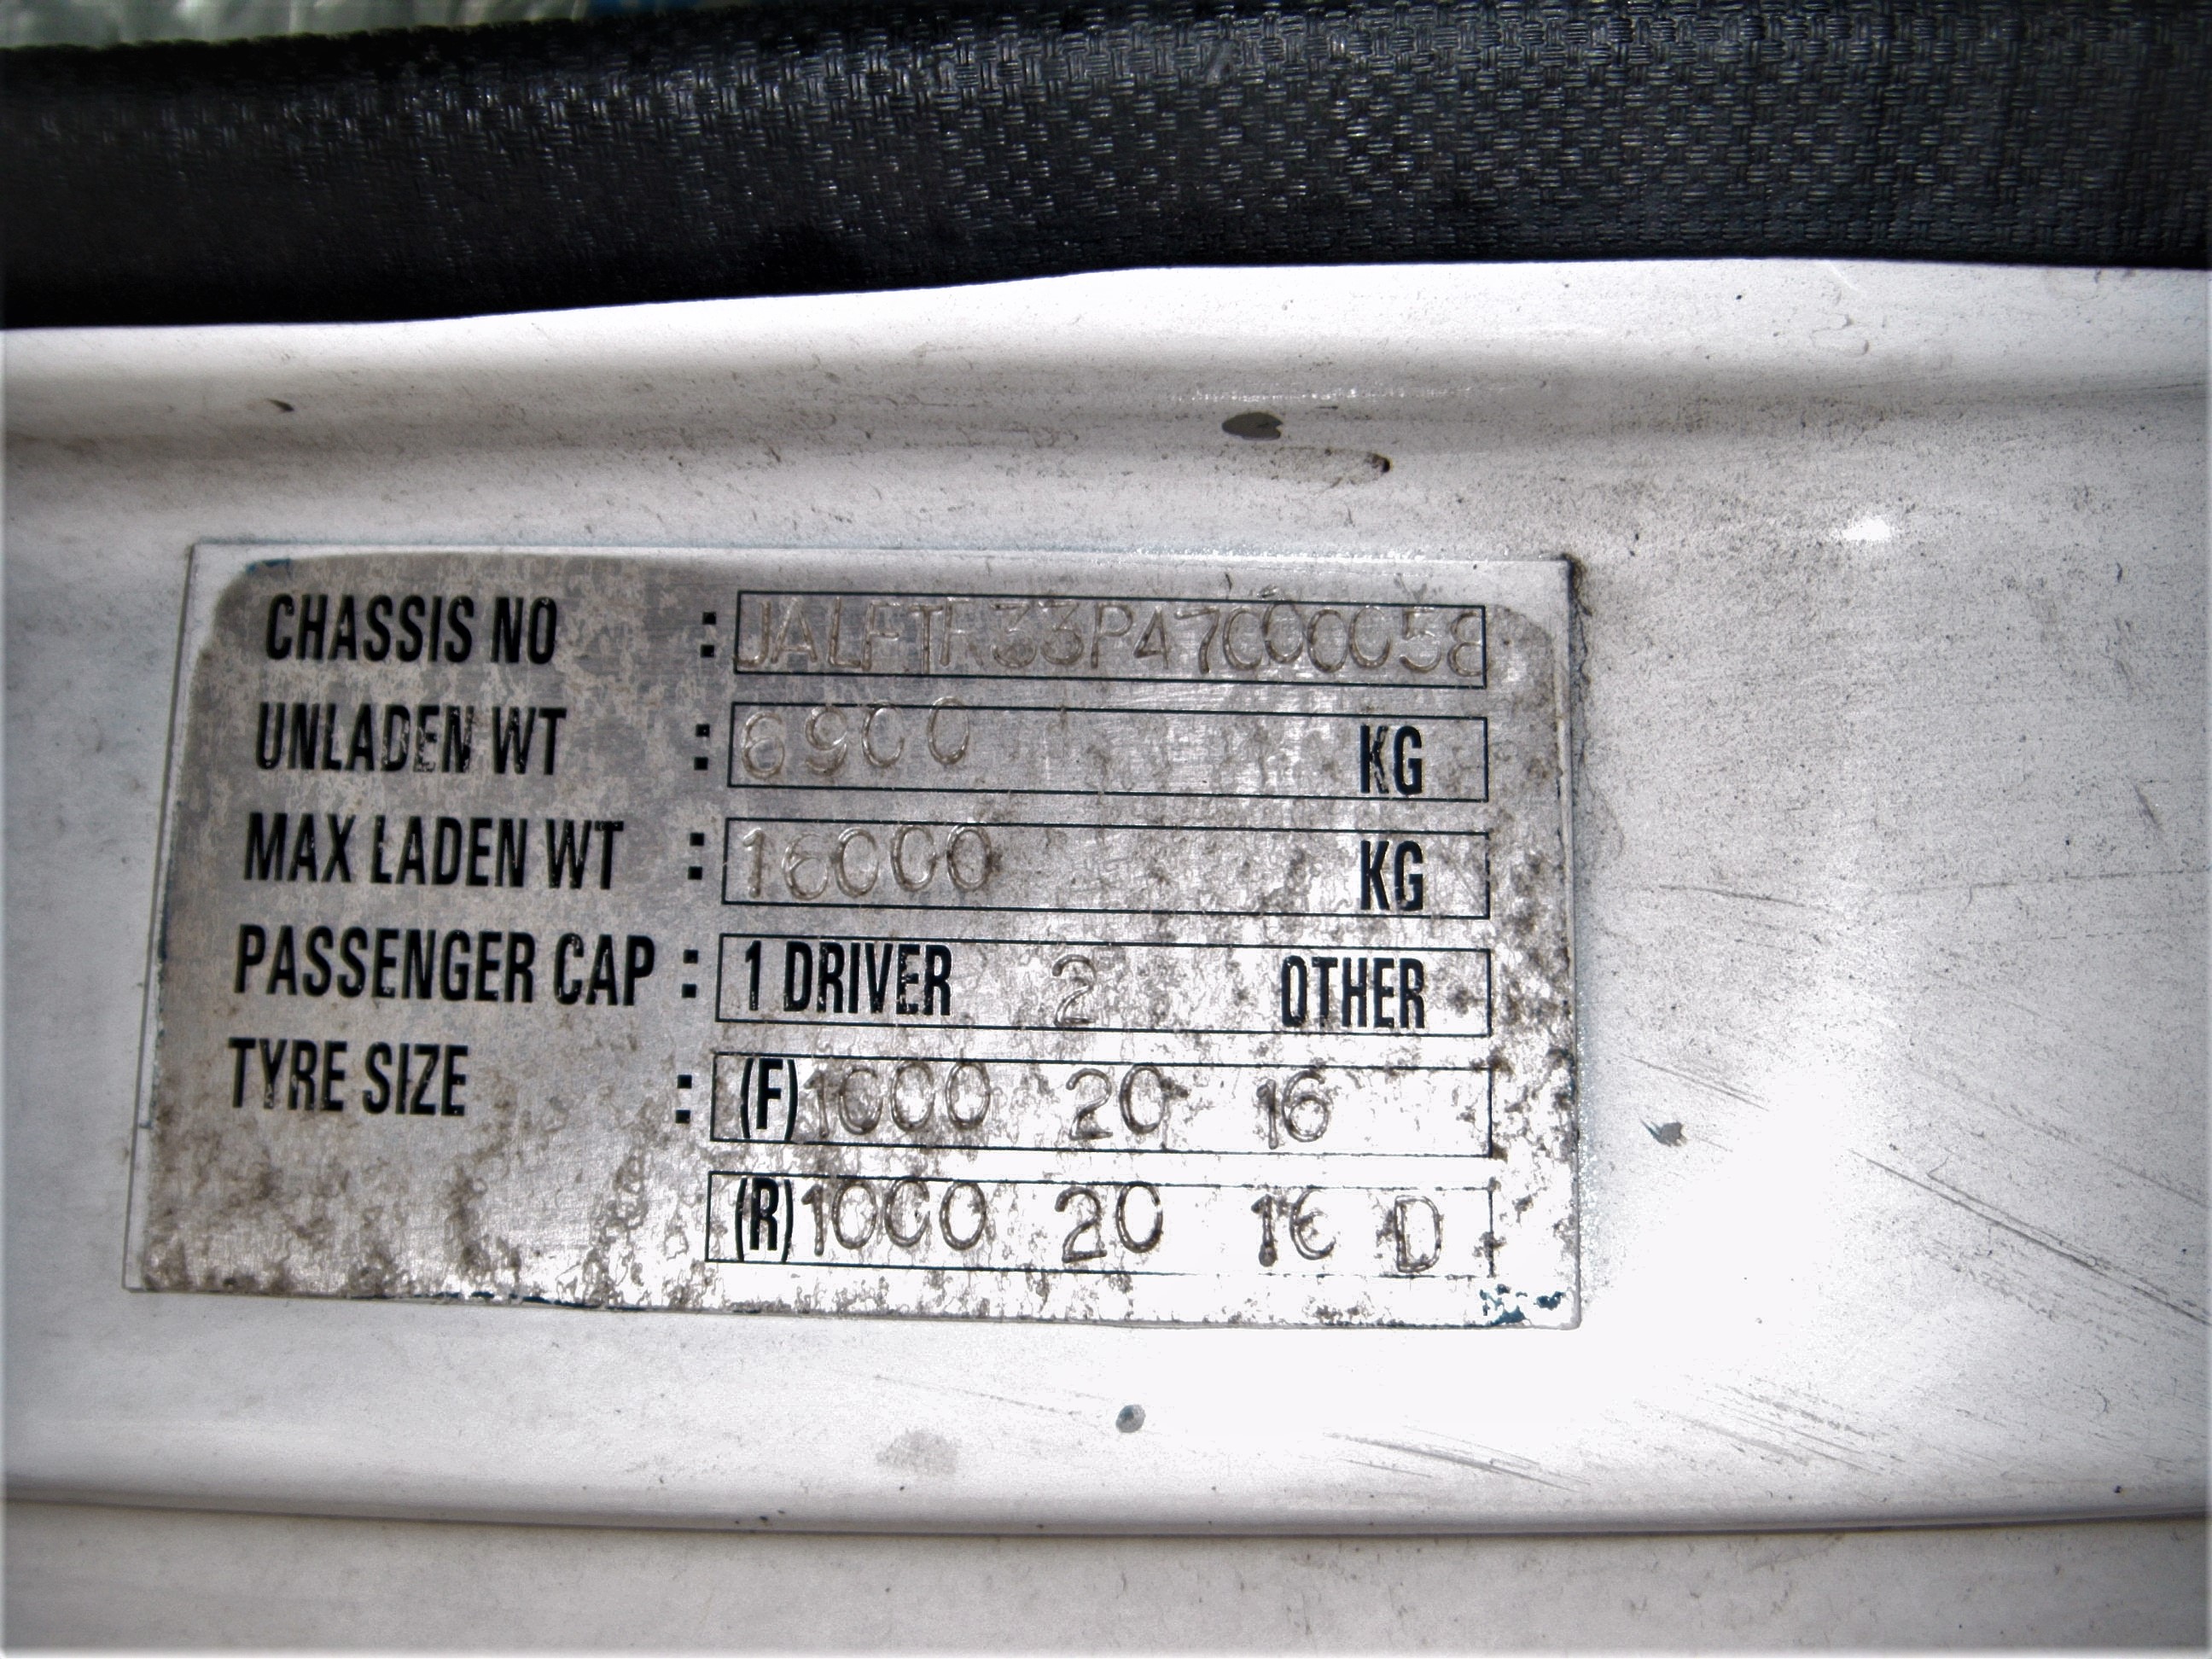 CHASSIS NO : JALFTR33P47000058
UNLADEN WT : 6900 KG
MAX LADEN WT : 16000 KG
PASSENGER CAP : 1 DRIVER 2 OTHER
TYRE SIZE : (F) 1000 20 16
(R) 1000 20 16 D